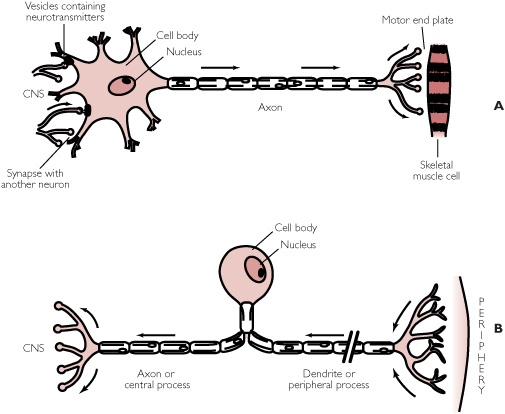 Vesicles containing
neurotransmitters
Cell body
Nucleus
Motor end plate
CNS
Axon
A
Synapse with
another neuron
Skeletal
muscle cell
Cell body
Nucleus
PERIPHERY
B
CNS
Axon or
central process
Dendrite or
peripheral process